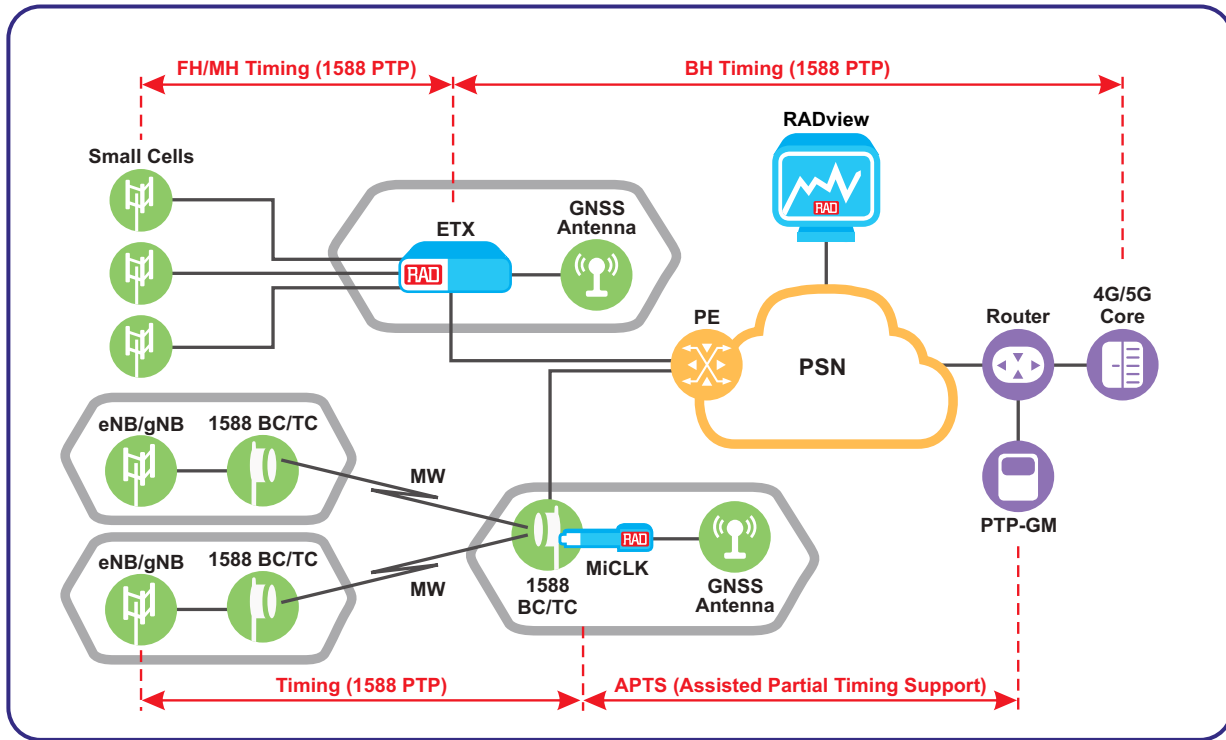 FH/MH Timing (1588 PTP)
BH Timing (1588 PTP)
RADview
RAD
Small Cells
ETX
RAD
GNSS
Antenna
PE
PSN
Router
4G/5G
Core
eNB/gNB
1588 BC/TC
MW
PTP-GM
eNB/gNB
1588 BC/TC
MW
1588
BC/TC
RAD
MiCLK
GNSS
Antenna
Timing (1588 PTP)
APTS (Assisted Partial Timing Support)